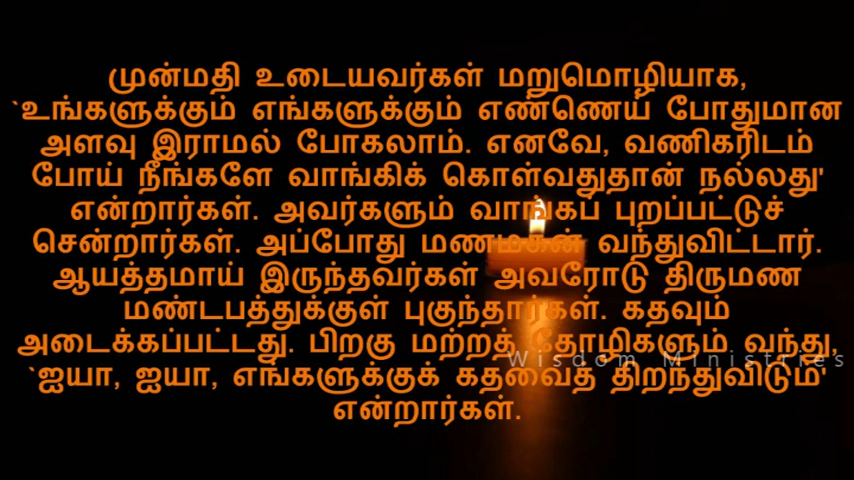 முன்மதி உடையவர்கள் மறுமொழியாக,
`உங்களுக்கும் எங்களுக்கும் எண்ணெய் போதுமான
அளவு இராமல் போகலாம். எனவே, வணிகரிடம்
போய் நீங்களே வாங்கிக் கொள்வதுதான் நல்லது'
என்றார்கள். அவர்களும் வாங்கப் புறப்பட்டுச்
சென்றார்கள். அப்போது மணமகன் வந்துவிட்டார்.
ஆயத்தமாய் இருந்தவர்கள் அவரோடு திருமண
மண்டபத்துக்குள் புகுந்தார்கள். கதவும்
அடைக்கப்பட்டது. பிறகு மற்றத் தோழிகளும் வந்து,
Wisdom Ministries
`ஐயா, ஐயா, எங்களுக்குக் கதவைத் திறந்துவிடும்'
என்றார்கள்.